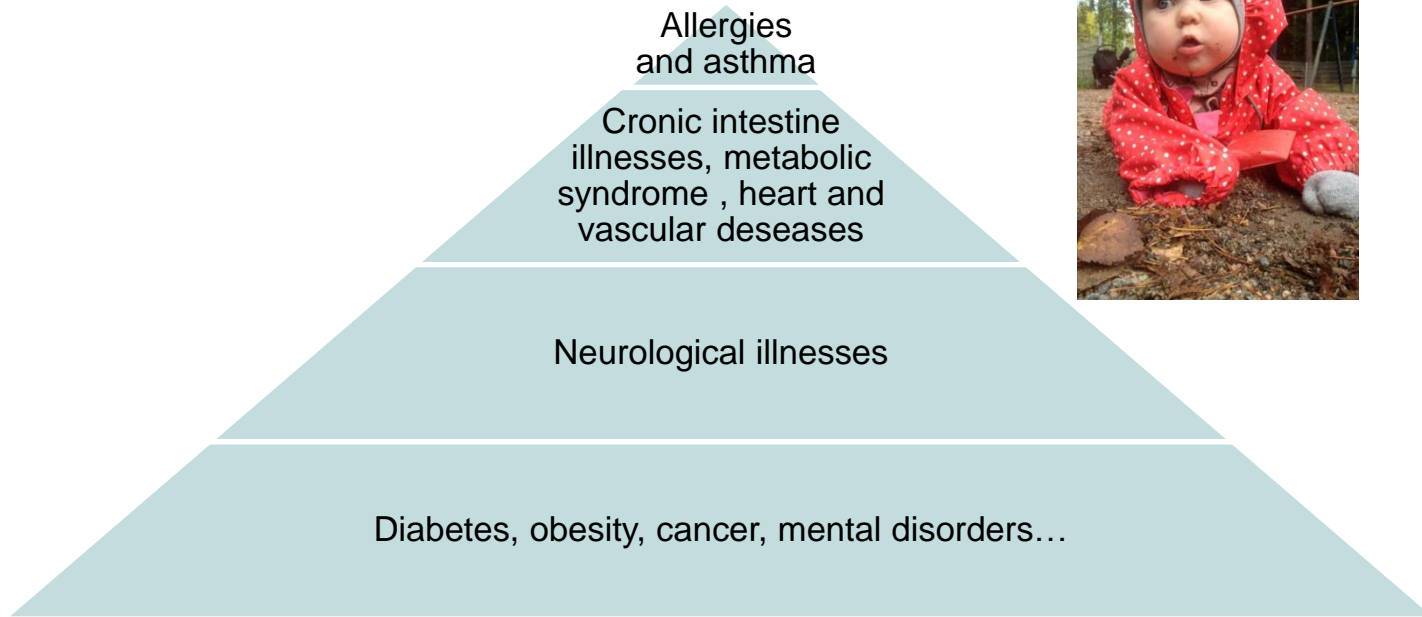 Allergies
and asthma
Cronic intestine
illnesses, metabolic
syndrome , heart and
vascular deseases
Neurological illnesses
Diabetes, obesity, cancer, mental disorders…